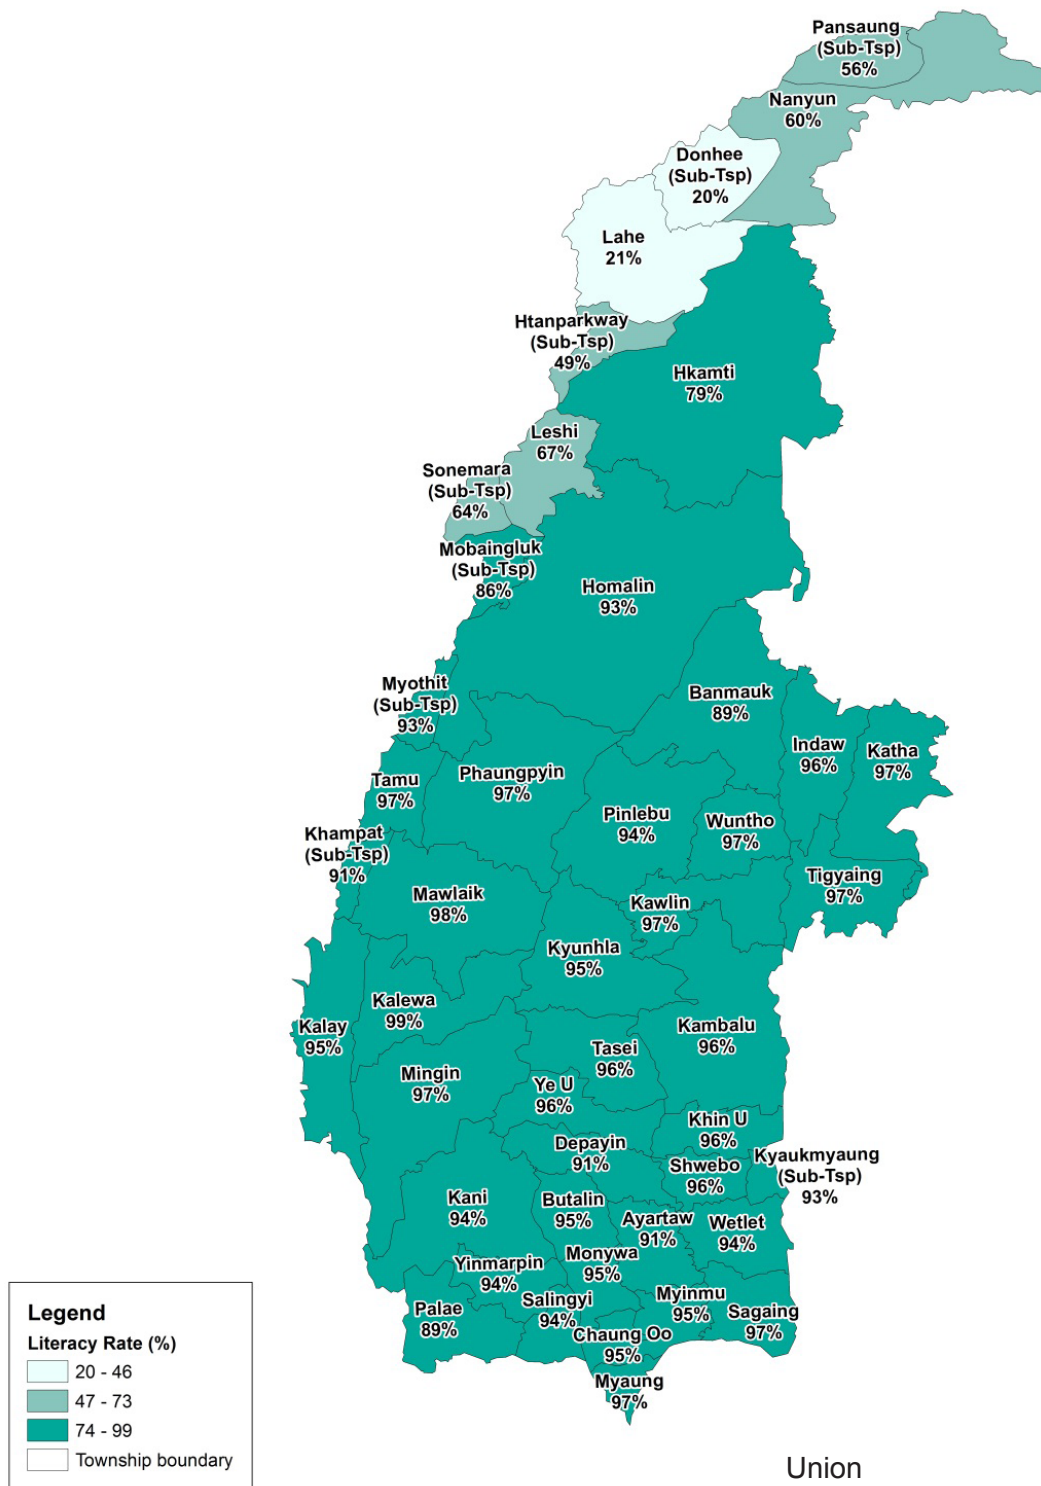 Pansaung
(Sub-Tsp)
56%
Nanyun
60%
Donhee
(Sub-Tsp)
20%
Lahe
21%
Htanparkway
(Sub-Tsp)
49%
Hkamti
79%
Leshi
67%
Sonemara
(Sub-Tsp)
64%
Mobaingluk
(Sub-Tsp)
86%
Homalin
93%
Myothit
(Sub-Tsp)
93%
Banmauk
89%
Indaw
96%
Katha
97%
Tamu
97%
Phaungpyin
97%
Pinlebu
94%
Wuntho
97%
Khampat
(Sub-Tsp)
91%
Tigyaing
97%
Mawlaik
98%
Kawlin
97%
Kyunhla
95%
Kalewa
99%
Kalay
95%
Kambalu
96%
Tasei
96%
Mingin
97%
Ye U
96%
Khin U
96%
Depayin
91%
Shwebo
96%
Kyaukmyaung
(Sub-Tsp)
93%
Kani
94%
Butalin
95%
Ayartaw
91%
Wetlet
94%
Monywa
95%
Yinmarpin
94%
Salingyi
94%
Myinmu
95%
Sagaing
97%
Palae
89%
Chaung Oo
95%
Myaung
97%
Legend
Literacy Rate (%)
20 - 46
47 - 73
74 - 99
Township boundary
Union